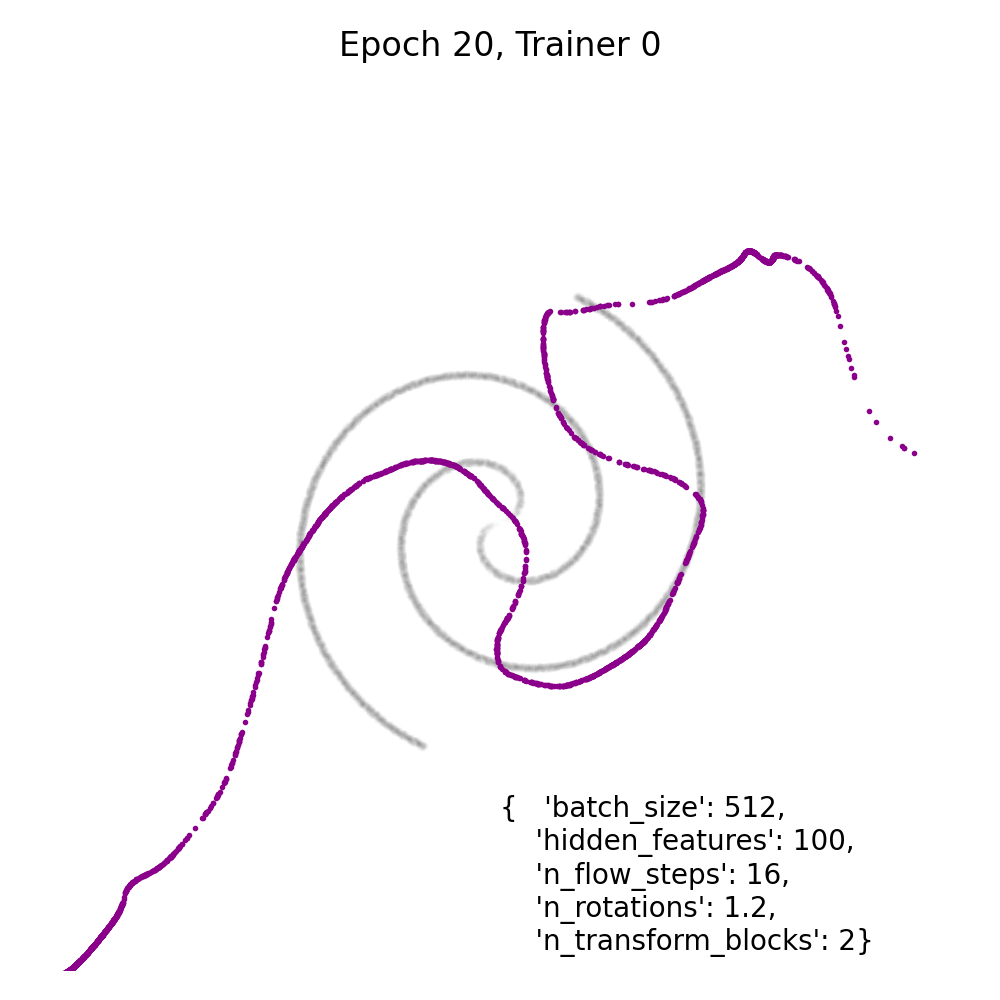 Epoch 20, Trainer 0
{   'batch_size': 512,
'hidden_features': 100,
'n_flow_steps': 16,
'n_rotations': 1.2,
'n_transform_blocks': 2}